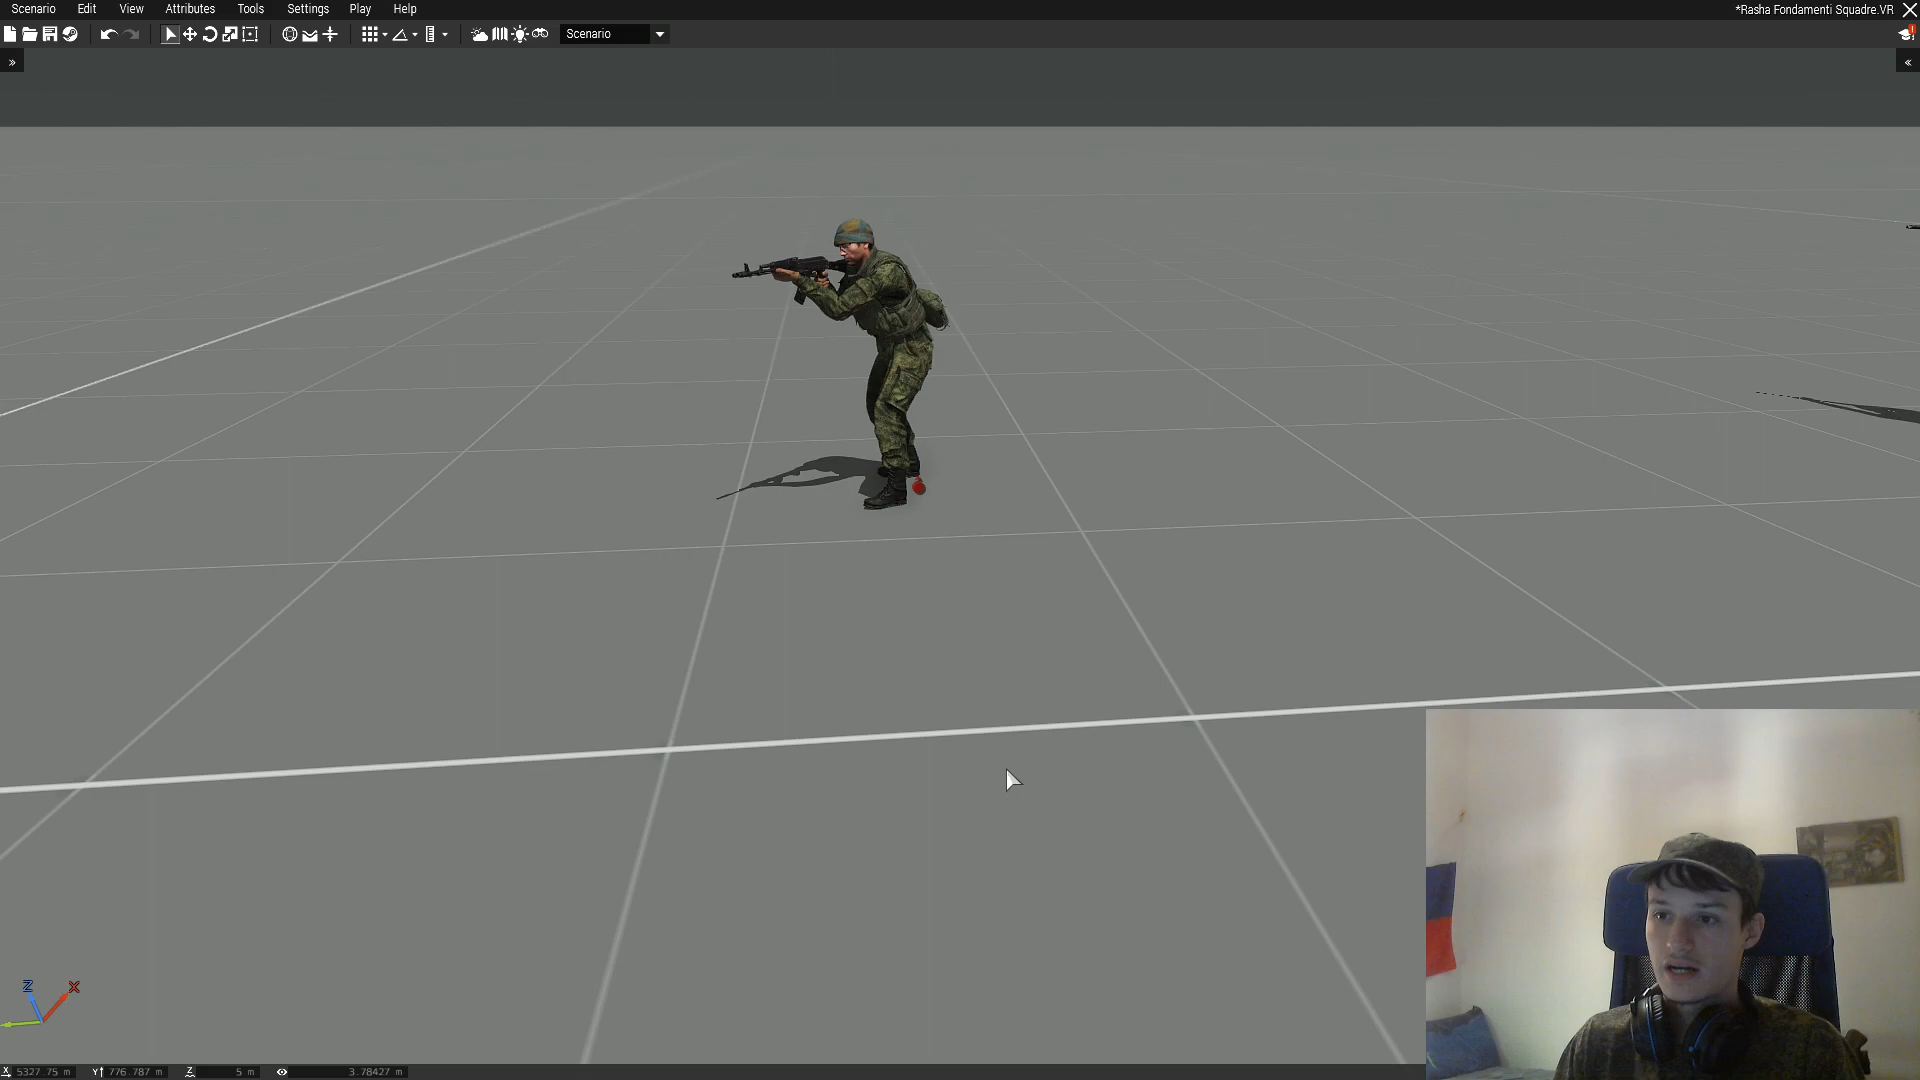 Scenario Edit View Attributes Tools Settings Play Help
*Rasha Fondamenti Squadre.VR
Scenario
Z X
X 5327.75 m Y 776.787 m Z 5 m 3.78427 m